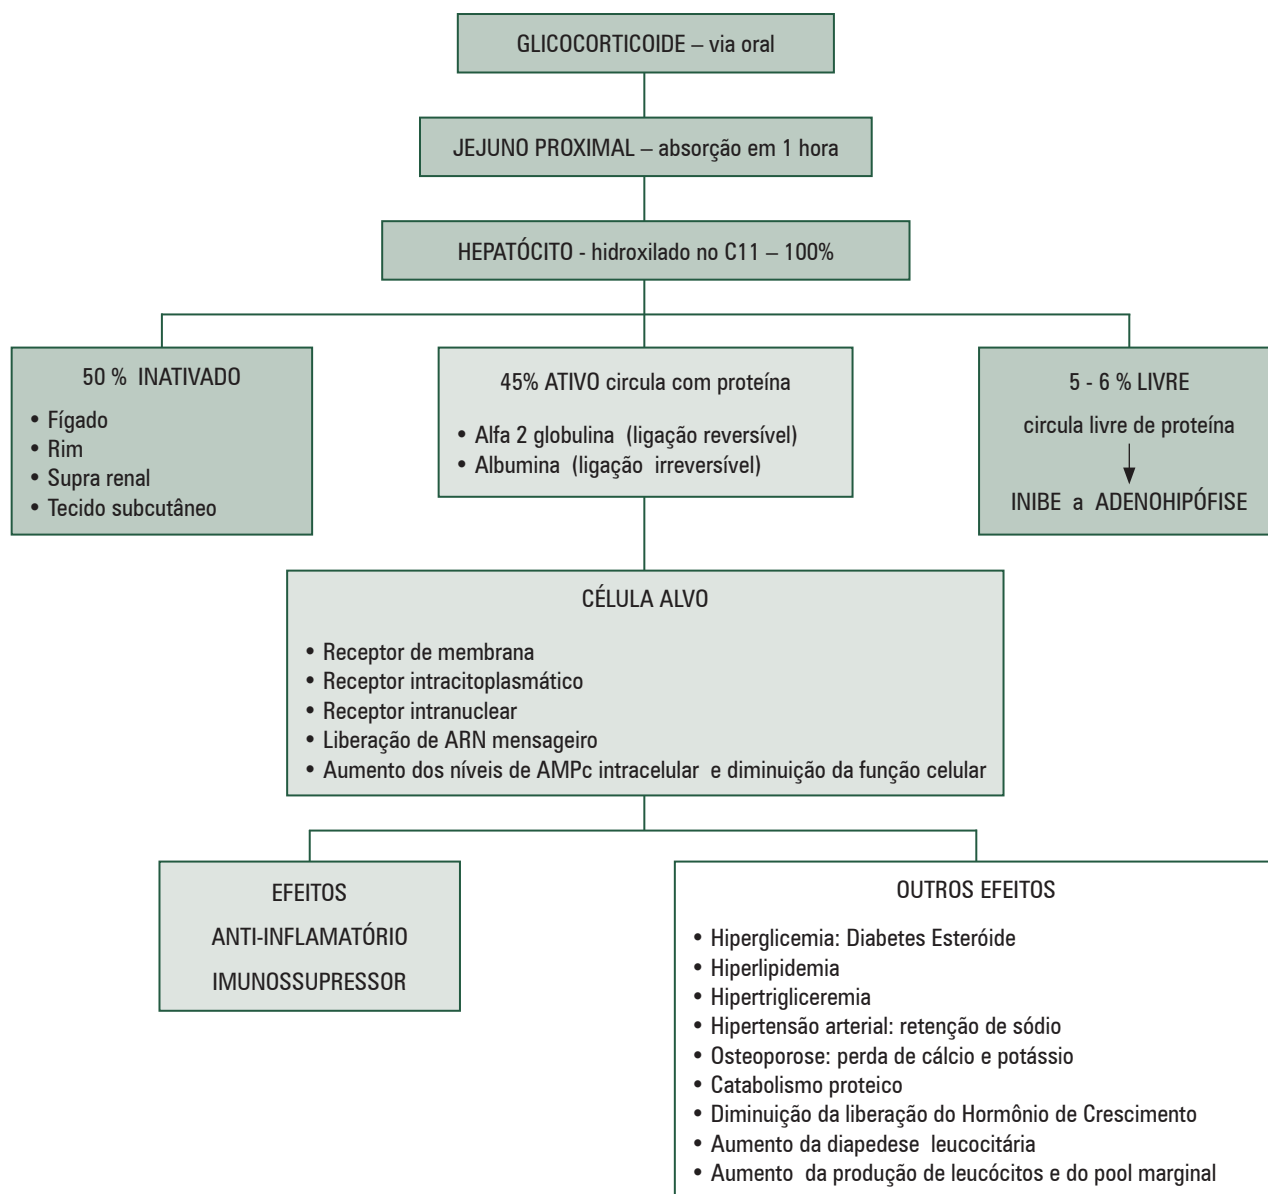 GLICOCORTICOIDE – via oral
JEJUNO PROXIMAL – absorção em 1 hora
HEPATÓCITO - hidroxilado no C11 – 100%
50 % INATIVADO
• Fígado
• Rim
• Supra renal
• Tecido subcutâneo
45% ATIVO circula com proteína
• Alfa 2 globulina (ligação reversível)
• Albumina (ligação irreversível)
5 - 6 % LIVRE
circula livre de proteína
INIBE a ADENOHIPÓFISE
CÉLULA ALVO
• Receptor de membrana
• Receptor intracitoplasmático
• Receptor intranuclear
• Liberação de ARN mensageiro
• Aumento dos níveis de AMPc intracelular e diminuição da função celular
EFEITOS
ANTI-INFLAMATÓRIO
IMUNOSSUPRESSOR
OUTROS EFEITOS
• Hiperglicemia: Diabetes Esteróide
• Hiperlipidemia
• Hipertrigliceremia
• Hipertensão arterial: retenção de sódio
• Osteoporose: perda de cálcio e potássio
• Catabolismo proteico
• Diminuição da liberação do Hormônio de Crescimento
• Aumento da diapedese leucocitária
• Aumento da produção de leucócitos e do pool marginal